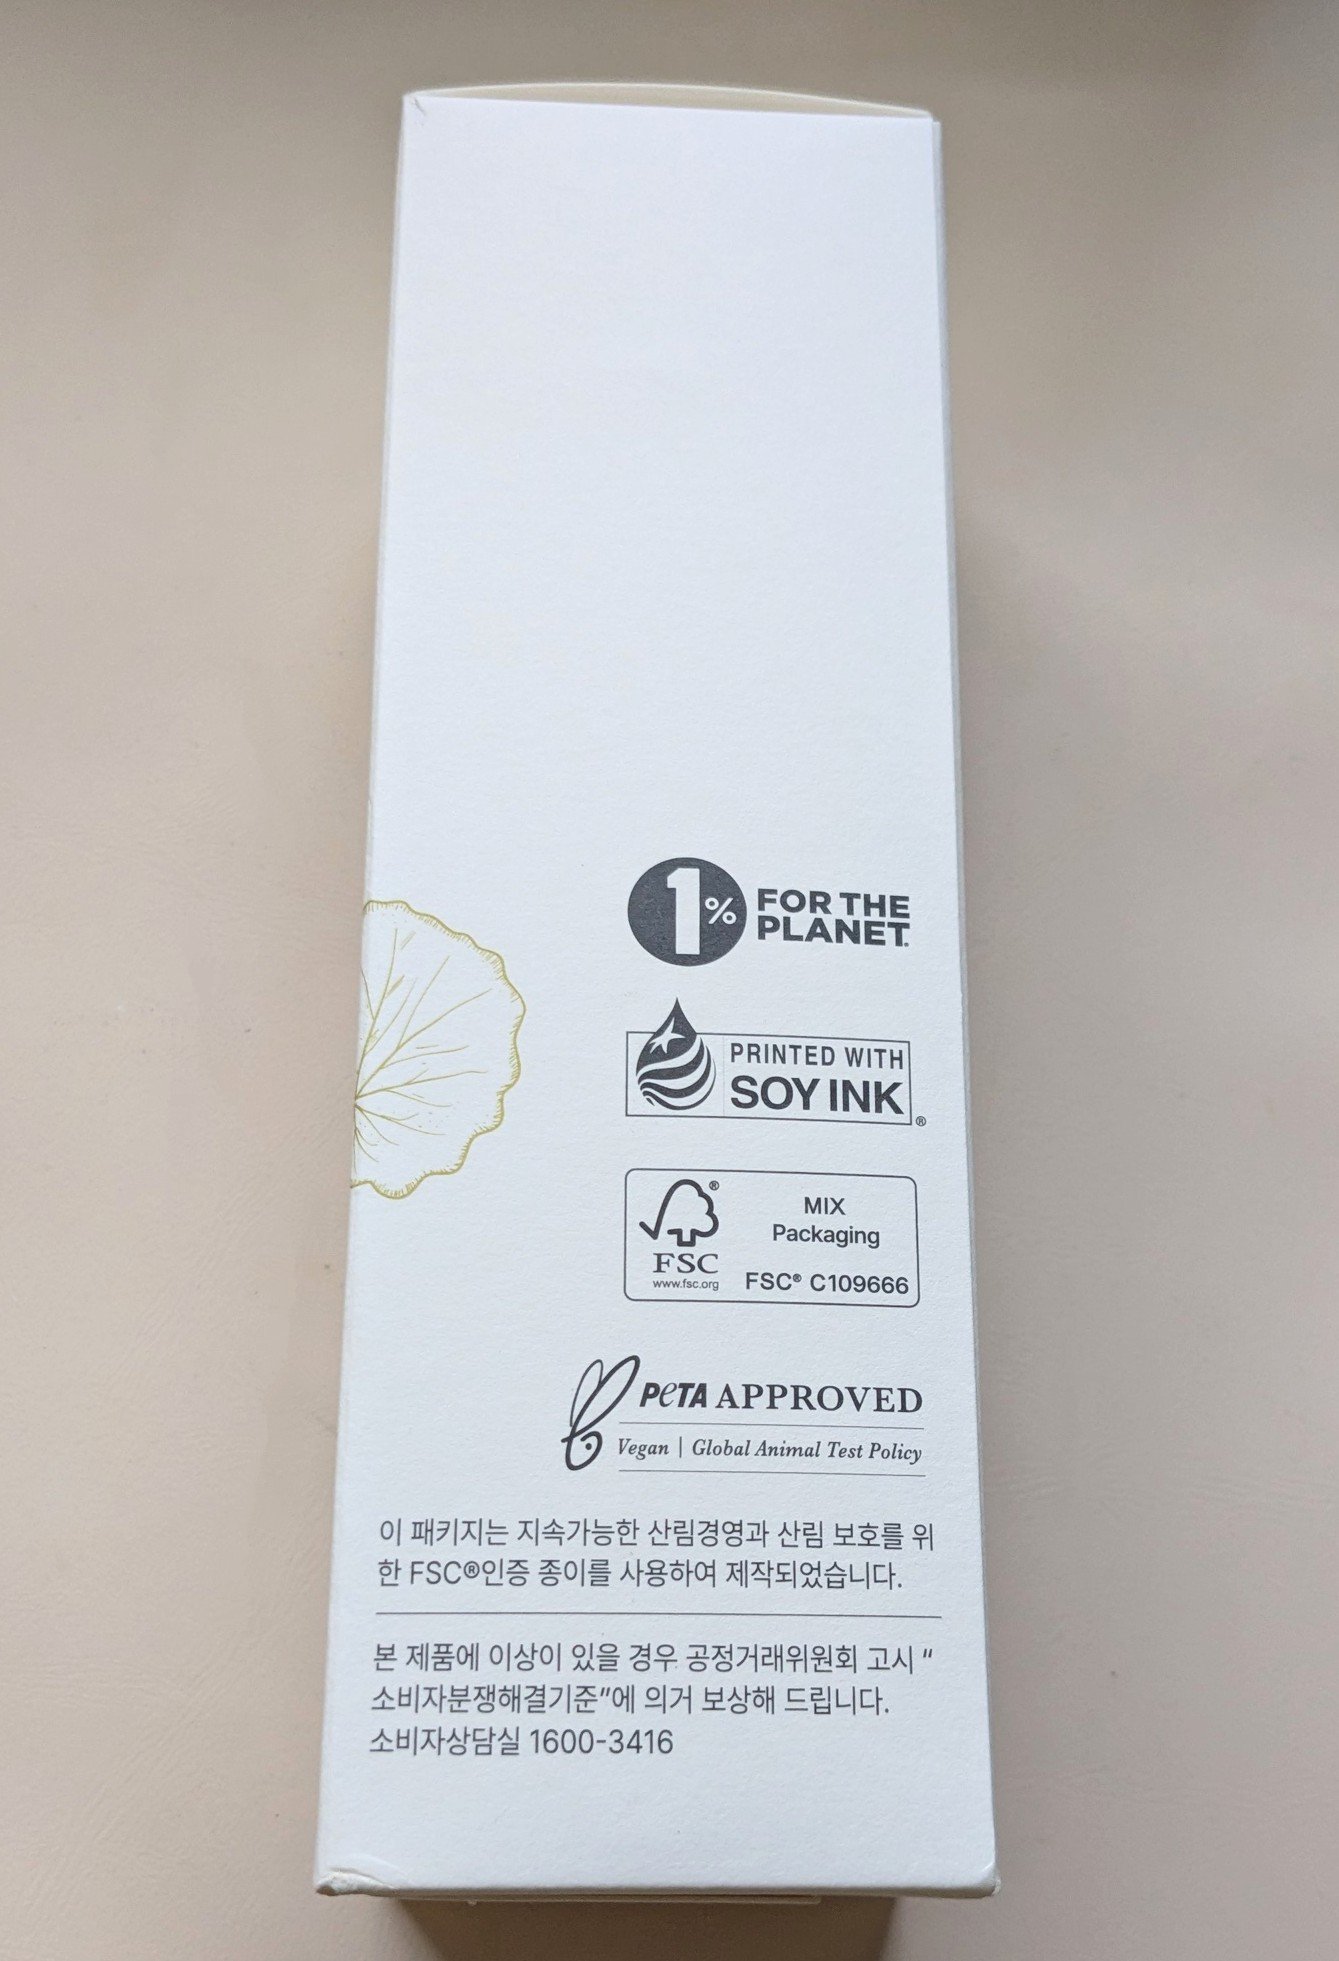 1% FOR THE
PLANET.
PRINTED WITH
SOY INK
®
®
FSC
www.fsc.org
MIX
Packaging
FSC® C109666
PETA APPROVED
Vegan | Global Animal Test Policy
이 패키지는 지속가능한 산림경영과 산림 보호를 위
한 FSC®인증 종이를 사용하여 제작되었습니다.
본 제품에 이상이 있을 경우 공정거래위원회 고시 "
소비자분쟁해결기준"에 의거 보상해 드립니다.
소비자상담실 1600-3416